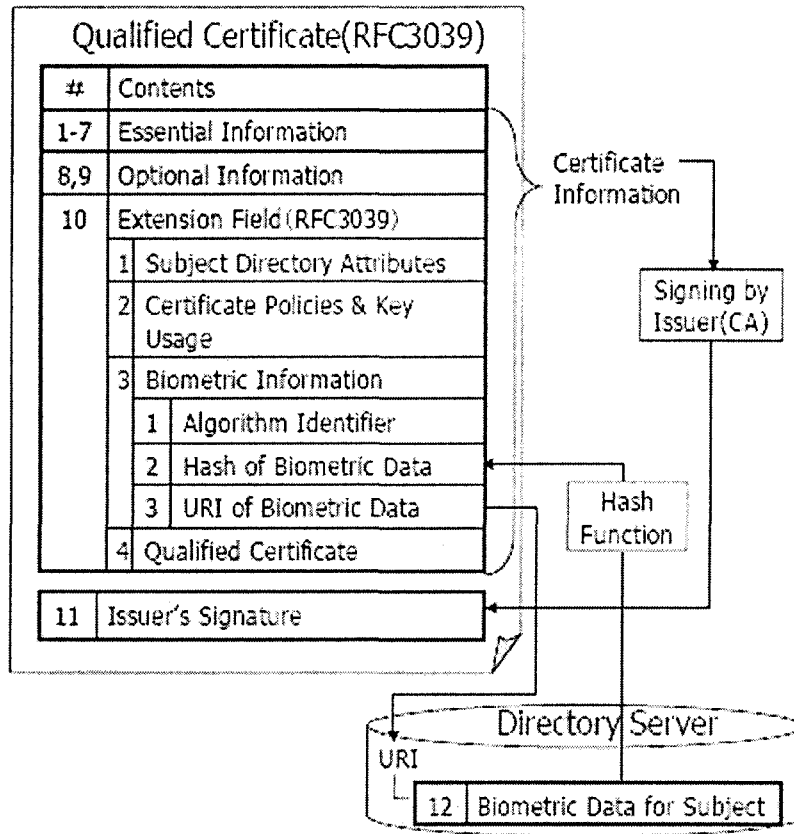 Qualified Certificate(RFC3039)
# Contents
1-7 Essential Information
8,9 Optional Information
10 Extension Field(RFC3039)
1 Subject Directory Attributes
2 Certificate Policies & Key
Usage
3 Biometric Information
1 Algorithm Identifier
2 Hash of Biometric Data
3 URI of Biometric Data
4 Qualified Certificate
11 Issuer's Signature
Certificate
Information
Signing by
Issuer(CA)
Hash
Function
Directory Server
URI
12 Biometric Data for Subject